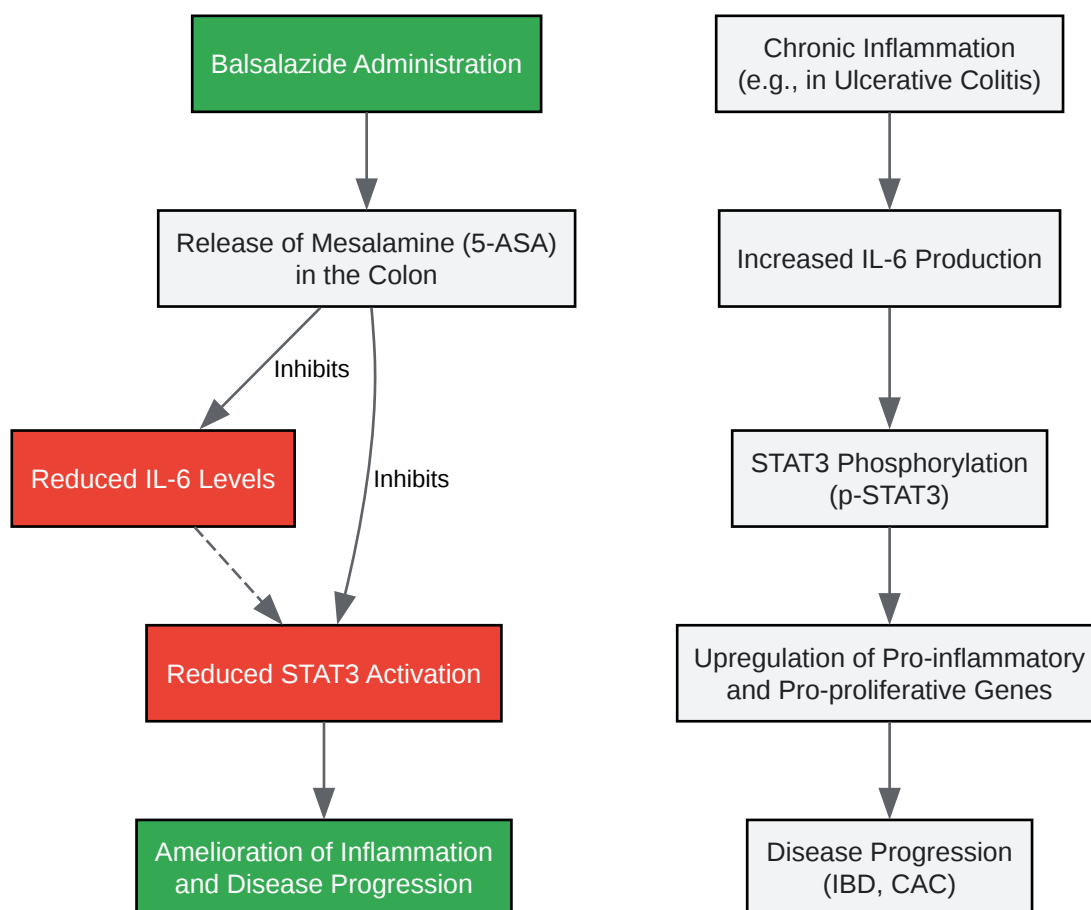 Balsalazide Administration
Release of Mesalamine (5-ASA)
in the Colon
Inhibits
Inhibits
Reduced IL-6 Levels
Reduced STAT3 Activation
Amelioration of Inflammation
and Disease Progression
Chronic Inflammation
(e.g., in Ulcerative Colitis)
Increased IL-6 Production
STAT3 Phosphorylation
(p-STAT3)
Upregulation of Pro-inflammatory
and Pro-proliferative Genes
Disease Progression
(IBD, CAC)